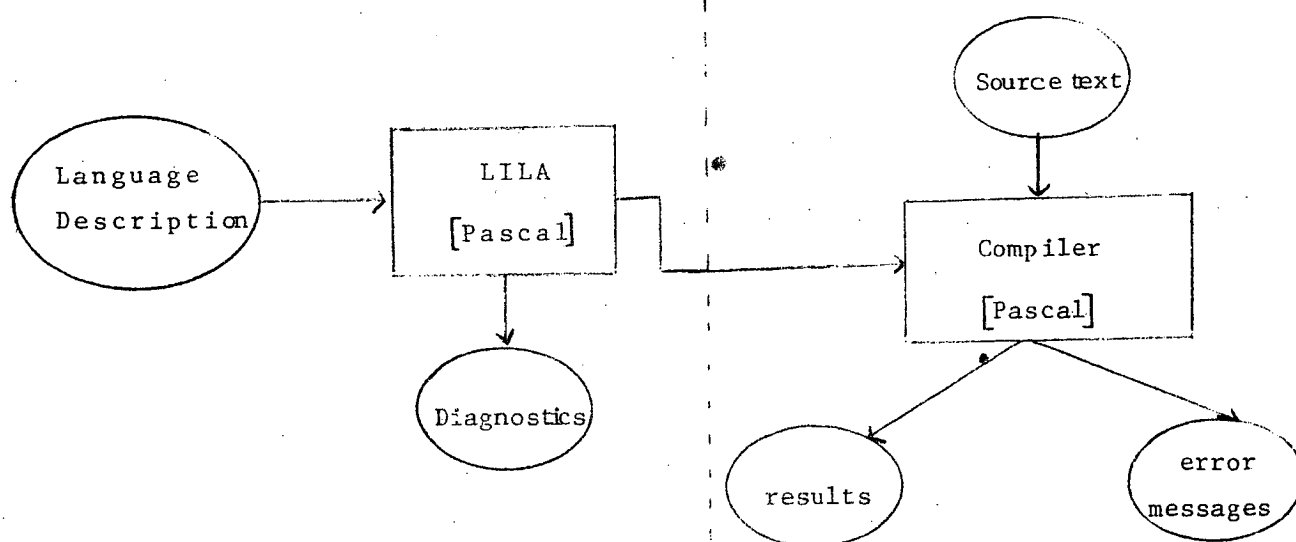 Language
Description
LILA
[Pascal]
Diagnostics
Source text
Compiler
[Pascal]
results
error
messages